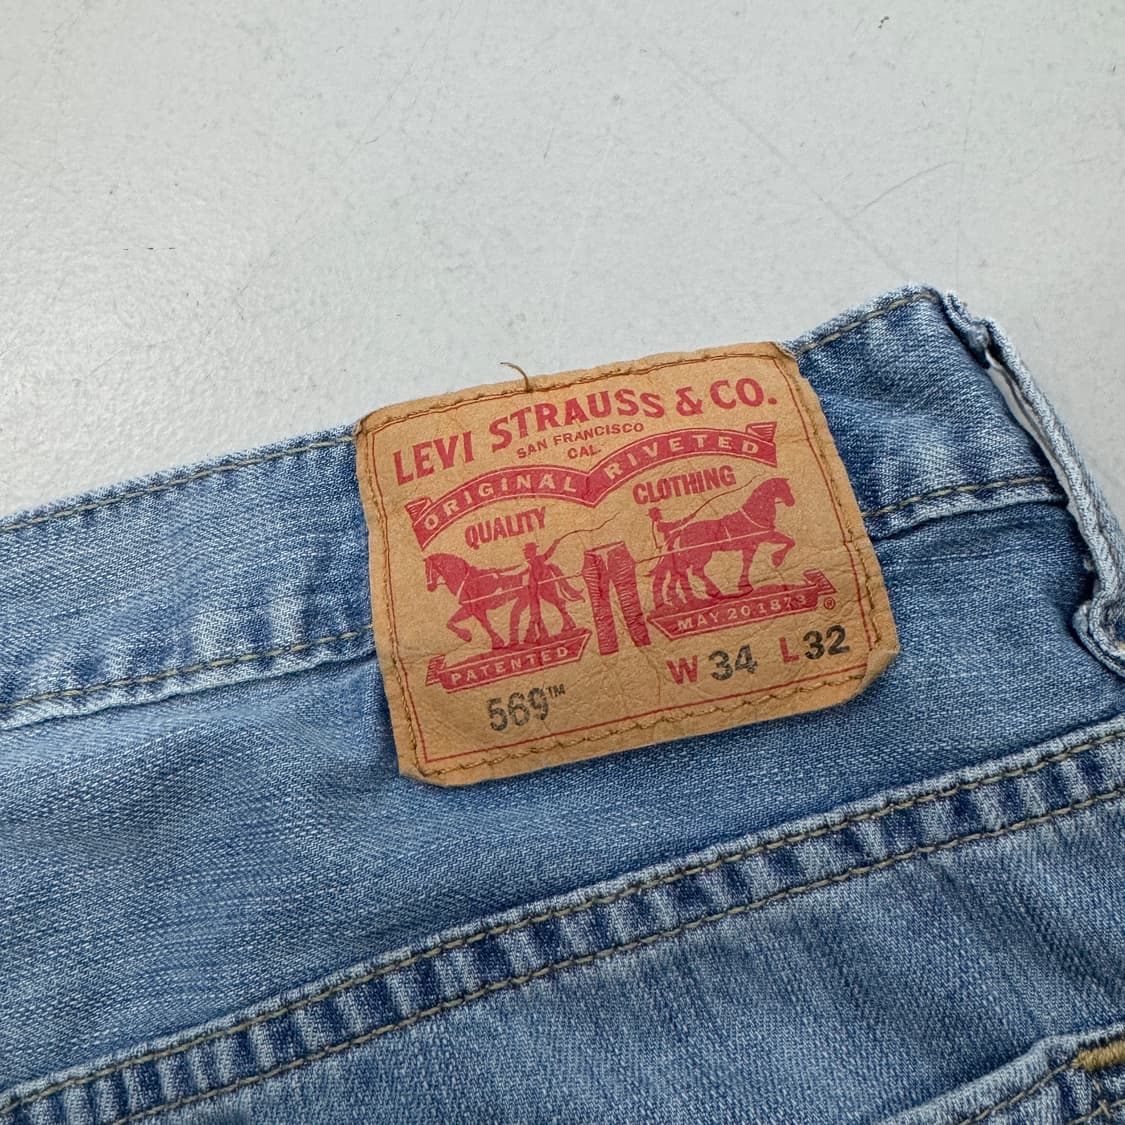 LEVI STRAUSS & CO.
SAN FRANCISCO
CAL.
ORIGINAL RIVETED
QUALITY CLOTHING
PATENTED MAY 20 1873 ®
569™ W 34 L 32